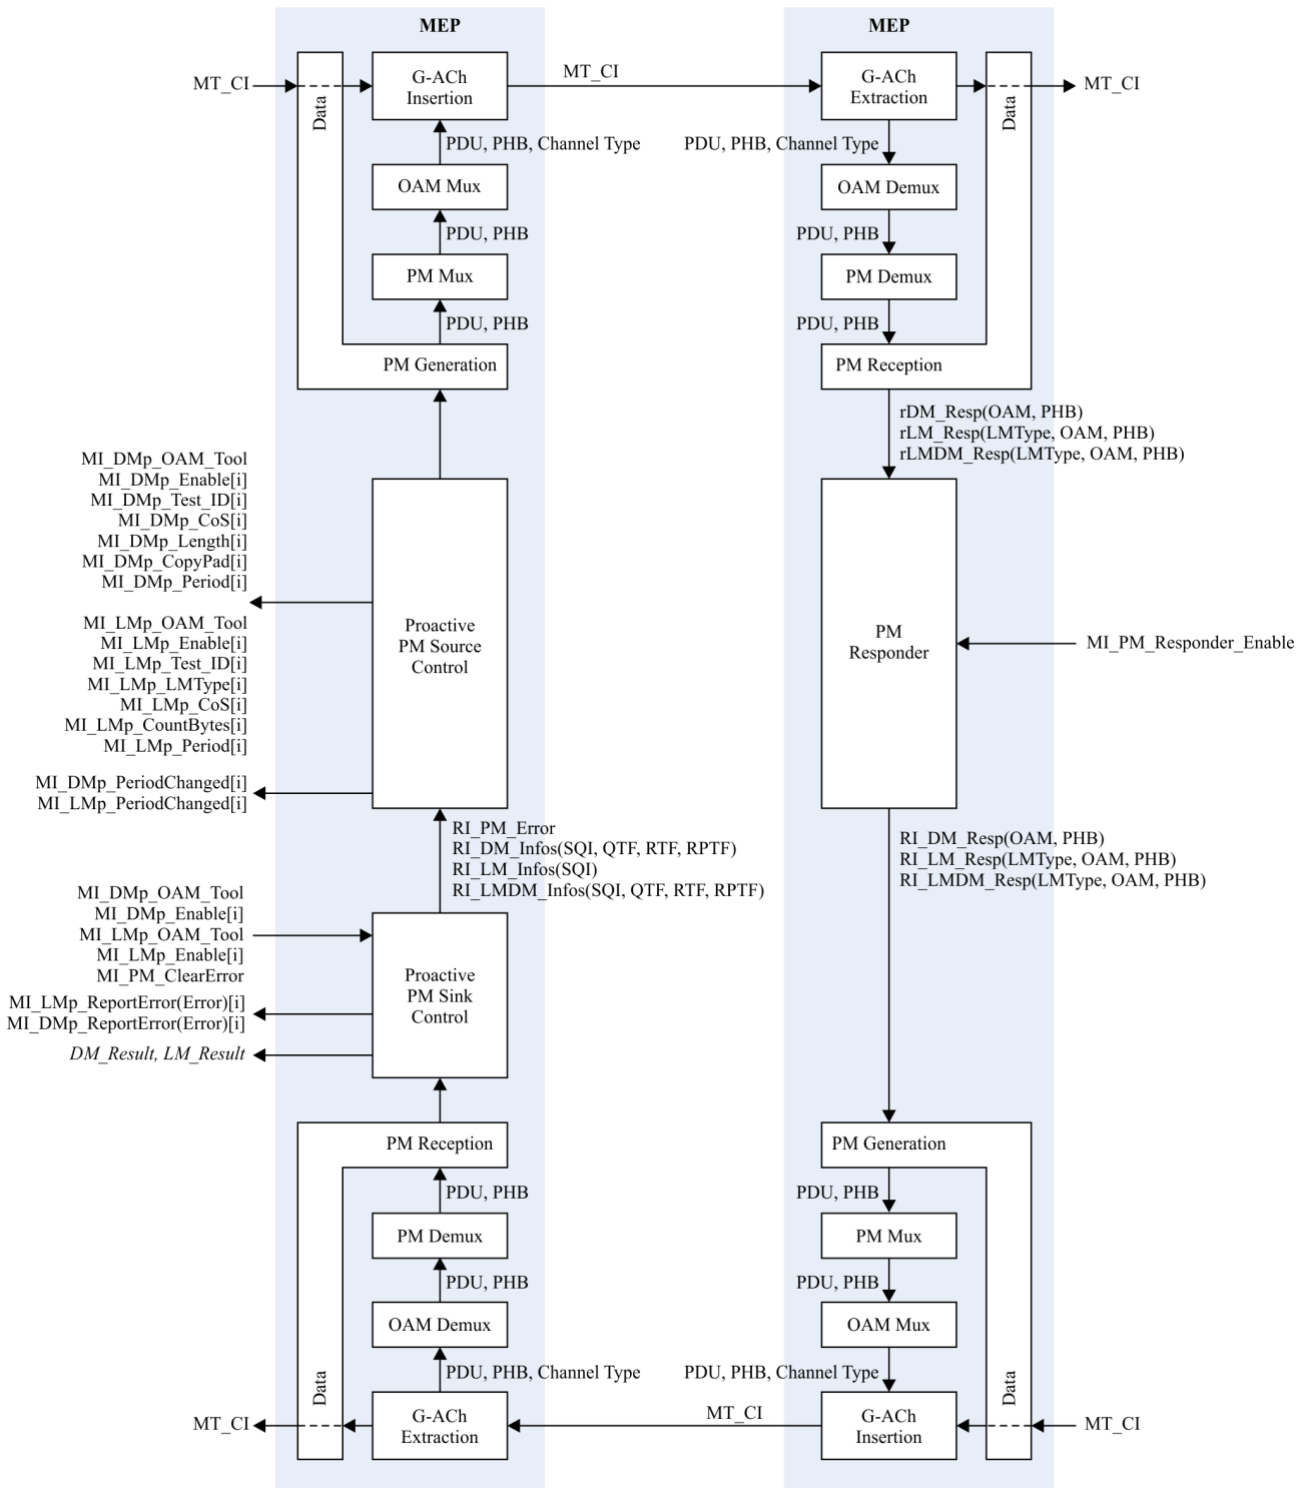 MEP
MEP
MT_CI
Data
G-ACh
Insertion
MT_CI
G-ACh
Extraction
Data
MT_CI
PDU, PHB, Channel Type
PDU, PHB, Channel Type
OAM Mux
OAM Demux
PDU, PHB
PDU, PHB
PM Mux
PM Demux
PDU, PHB
PDU, PHB
PM Generation
PM Reception
rDM_Resp(OAM, PHB)
rLM_Resp(LMType, OAM, PHB)
rLMDM_Resp(LMType, OAM, PHB)
MI_DMp_OAM_Tool
MI_DMp_Enable[i]
MI_DMp_Test_ID[i]
MI_DMp_CoS[i]
MI_DMp_Length[i]
MI_DMp_CopyPad[i]
MI_DMp_Period[i]
MI_LMp_OAM_Tool
MI_LMp_Enable[i]
MI_LMp_Test_ID[i]
MI_LMp_LMType[i]
MI_LMp_CoS[i]
MI_LMp_CountBytes[i]
MI_LMp_Period[i]
Proactive
PM Source
Control
PM
Responder
MI_PM_Responder_Enable
MI_DMp_PeriodChanged[i]
MI_LMp_PeriodChanged[i]
RI_PM_Error
RI_DM_Infos(SQI, QTF, RTF, RPTF)
RI_LM_Infos(SQI)
RI_LMDM_Infos(SQI, QTF, RTF, RPTF)
RI_DM_Resp(OAM, PHB)
RI_LM_Resp(LMType, OAM, PHB)
RI_LMDM_Resp(LMType, OAM, PHB)
MI_DMp_OAM_Tool
MI_DMp_Enable[i]
MI_LMp_OAM_Tool
MI_LMp_Enable[i]
MI_PM_ClearError
MI_LMp_ReportError(Error)[i]
MI_DMp_ReportError(Error)[i]
DM_Result, LM_Result
Proactive
PM Sink
Control
PM Reception
PM Generation
PDU, PHB
PDU, PHB
PM Demux
PM Mux
PDU, PHB
PDU, PHB
OAM Demux
OAM Mux
PDU, PHB, Channel Type
PDU, PHB, Channel Type
MT_CI
Data
G-ACh
Extraction
MT_CI
G-ACh
Insertion
Data
MT_CI